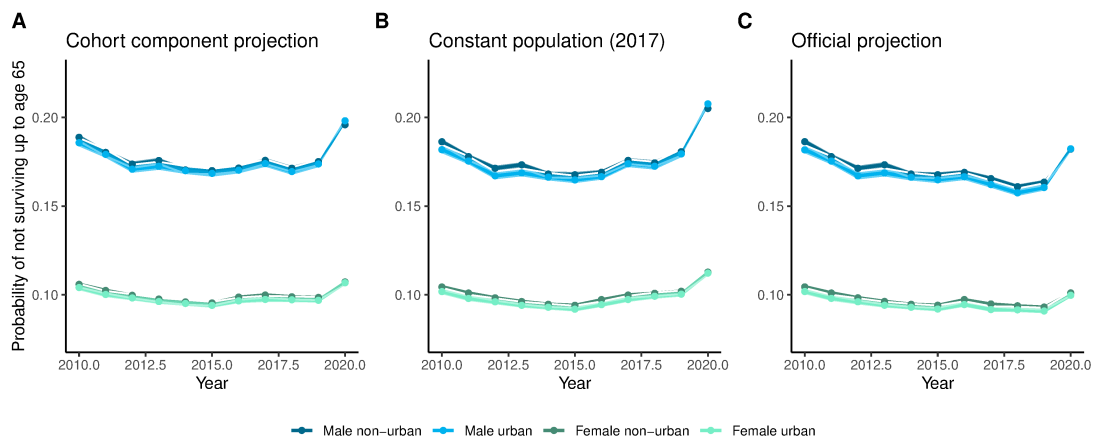 A B C
Cohort component projection Constant population (2017) Official projection
Probability of not surviving up to age 65
0.20 0.20 0.20
0.15 0.15 0.15
0.10 0.10 0.10
2010.0 2012.5 2015.0 2017.5 2020.0 2010.0 2012.5 2015.0 2017.5 2020.0 2010.0 2012.5 2015.0 2017.5 2020.0
Year Year Year
Male non−urban Male urban Female non−urban Female urban